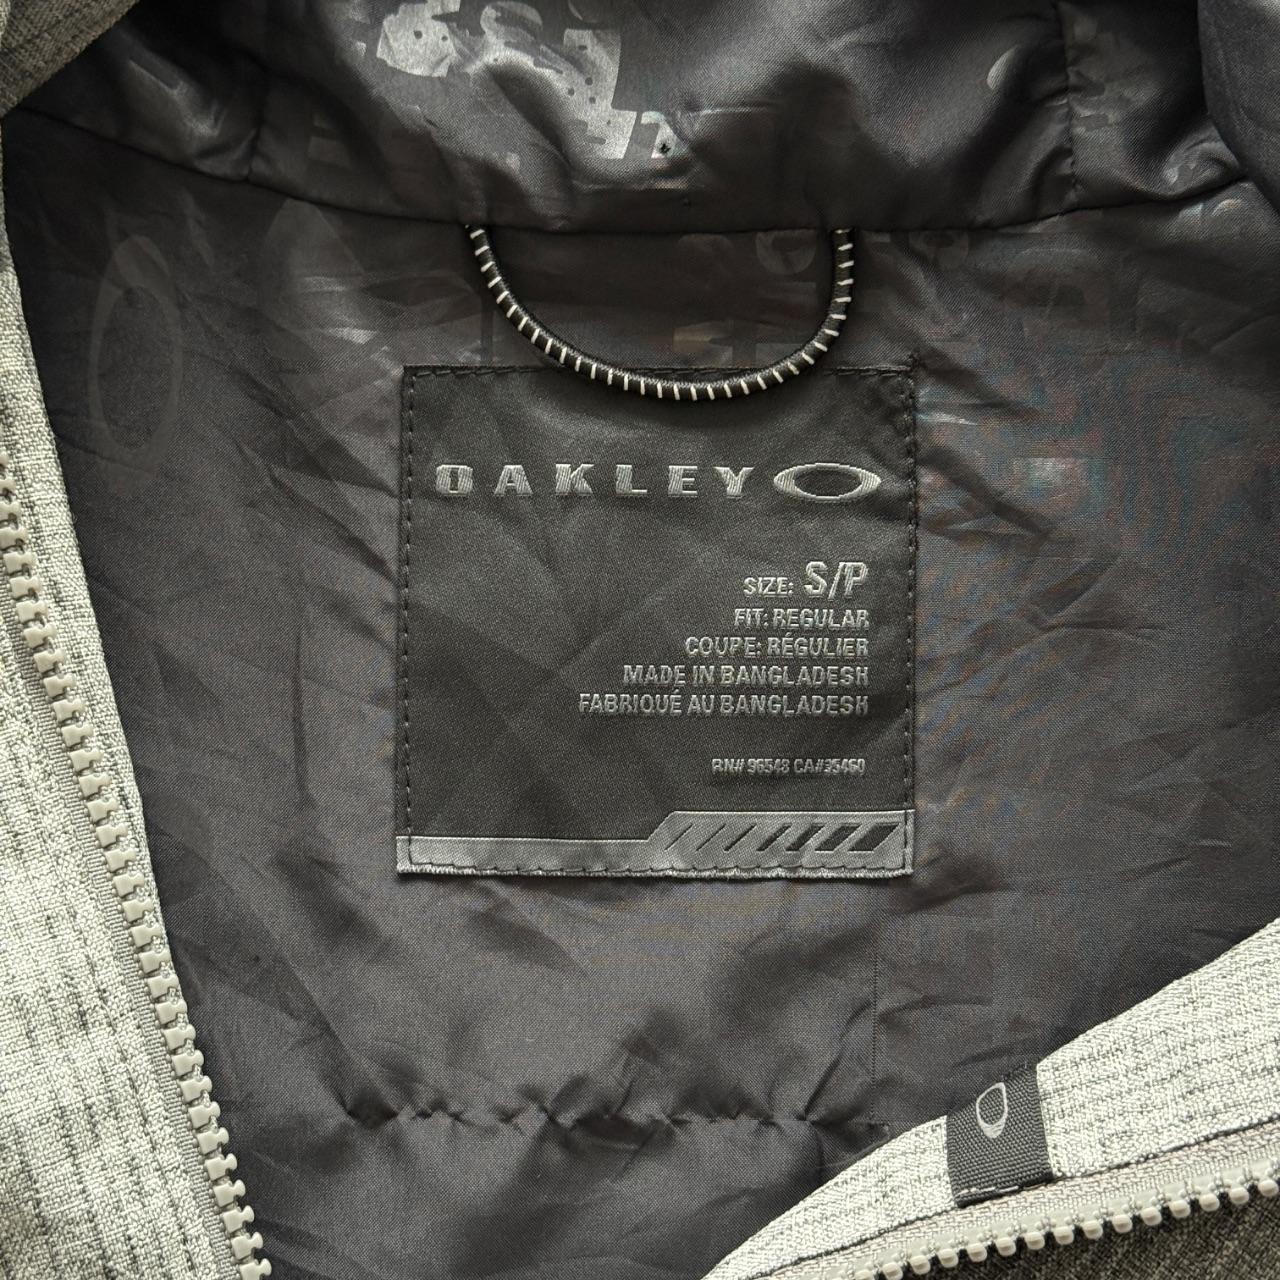 OAKLEY
SIZE: S/P
FIT: REGULAR
COUPE: RÉGULIER
MADE IN BANGLADESH
FABRIQUÉ AU BANGLADESH
RN# 96548 CA#35460